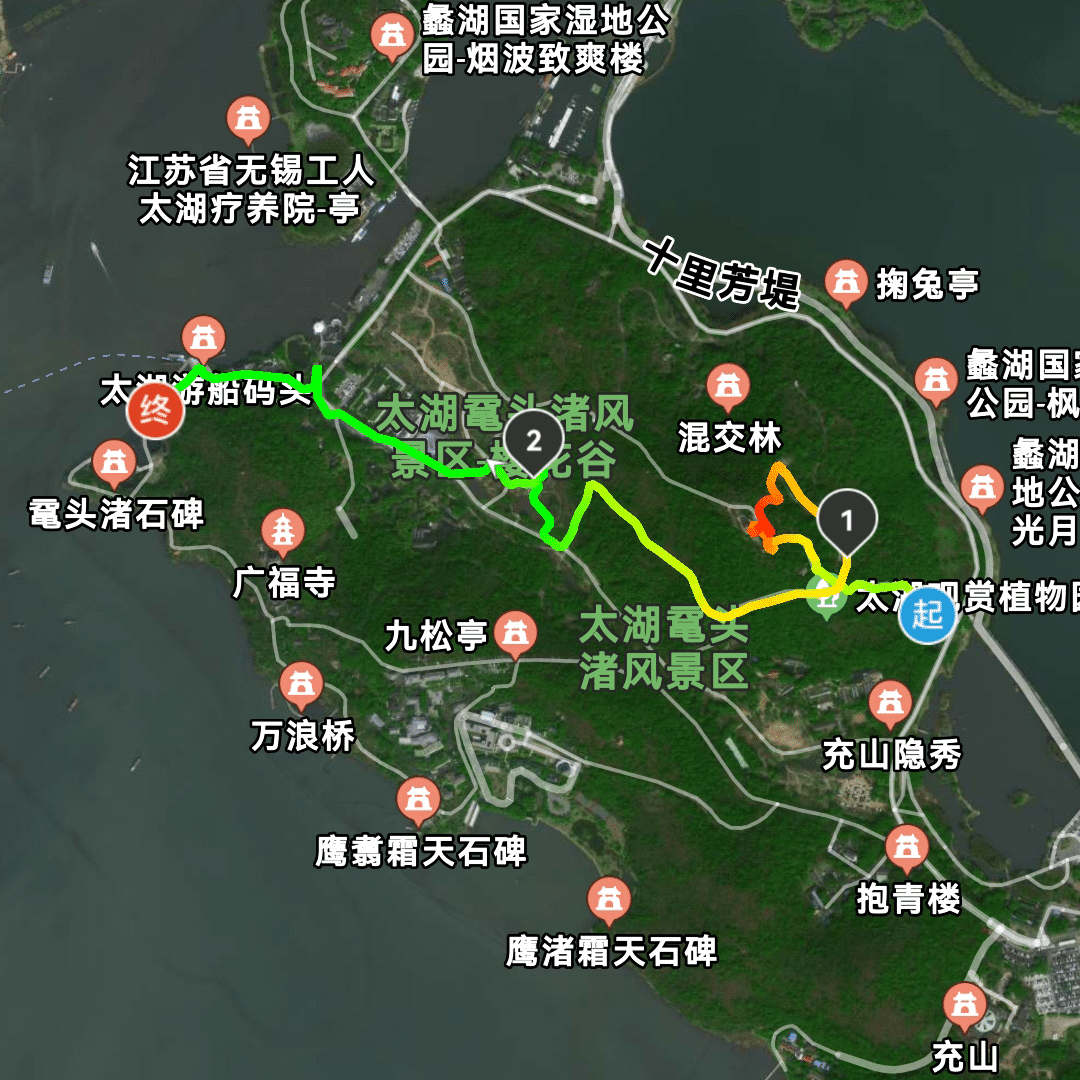 蠡湖国家湿地公
园-烟波致爽楼
江苏省无锡工人
太湖疗养院-亭
十里芳堤
掬兔亭
蠡湖国家
公园-枫
太湖游船码头
终
太湖鼋头渚风
景区-樱花谷
2
混交林
蠡湖
地公
光月
鼋头渚石碑
1
广福寺
太湖观赏植物园
起
太湖鼋头
渚风景区
九松亭
万浪桥
充山隐秀
鹰翥霜天石碑
抱青楼
鹰渚霜天石碑
充山